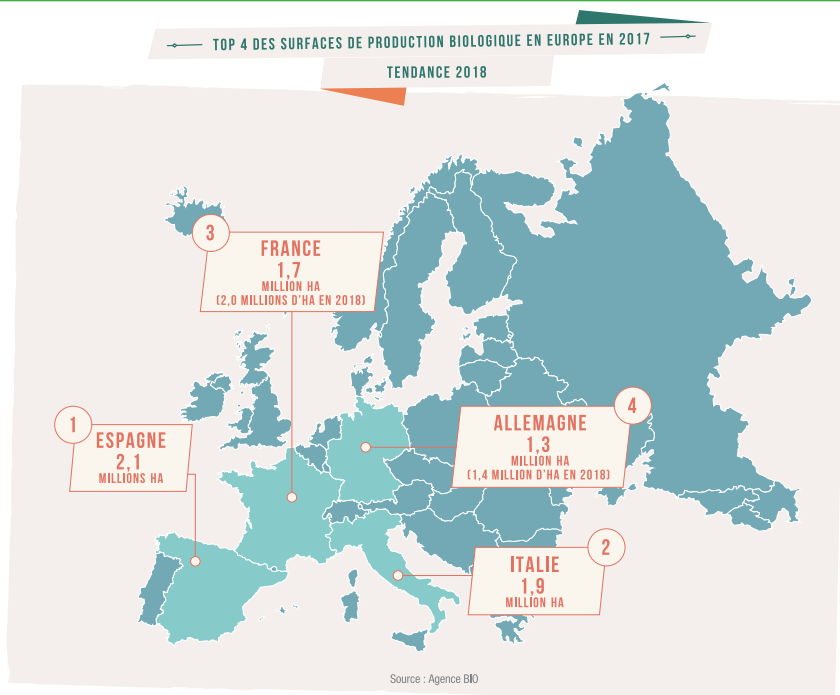 TOP 4 DES SURFACES DE PRODUCTION BIOLOGIQUE EN EUROPE EN 2017
TENDANCE 2018
3
FRANCE
1,7
MILLION HA
(2,0 MILLIONS D'HA EN 2018)
1
ESPAGNE
2,1
MILLIONS HA
4
ALLEMAGNE
1,3
MILLION HA
(1,4 MILLION D'HA EN 2018)
2
ITALIE
1,9
MILLION HA
Source : Agence BIO